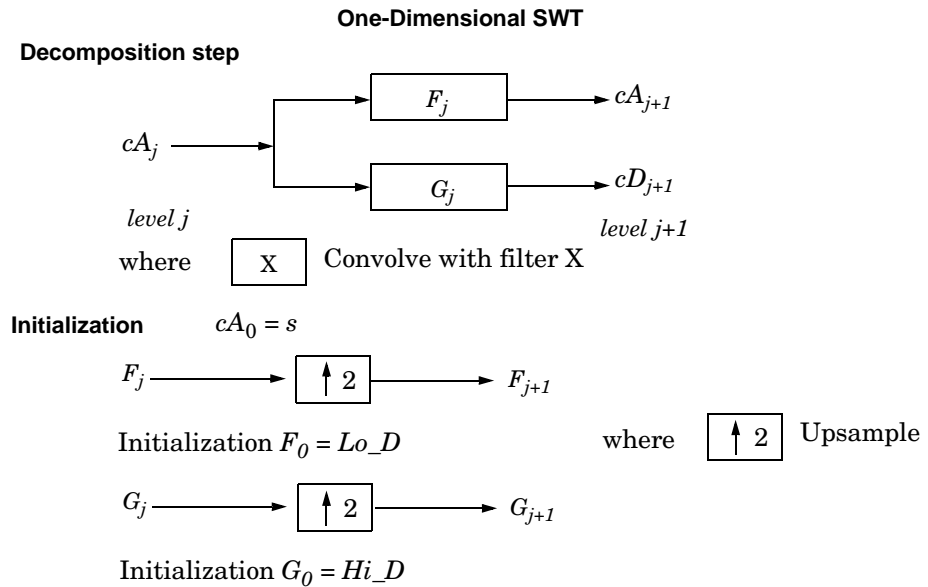 One-Dimensional SWT
Decomposition step
F_j
cA_{j+1}
cA_j
G_j
cD_{j+1}
level j
level j+1
where X Convolve with filter X
Initialization cA_0 = s
F_j ↑ 2 F_{j+1}
Initialization F_0 = Lo_D
where ↑ 2 Upsample
G_j ↑ 2 G_{j+1}
Initialization G_0 = Hi_D